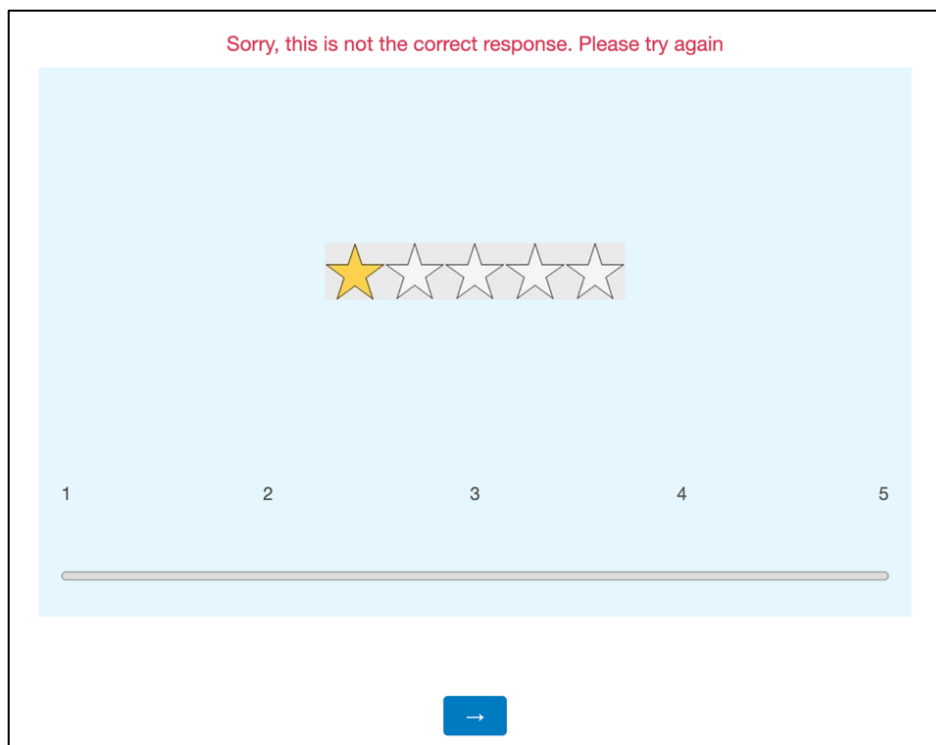 Sorry, this is not the correct response. Please try again
1 2 3 4 5
→